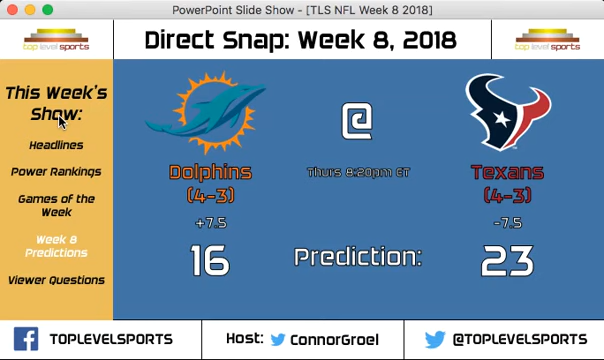 PowerPoint Slide Show - [TLS NFL Week 8 2018]
top level sports
Direct Snap: Week 8, 2018
top level sports
This Week's
Show:
Headlines
Power Rankings
Games of the
Week
Week 8
Predictions
Viewer Questions
@
Dolphins
(4-3)
+7.5
16
Thurs 8:20pm ET
Prediction:
Texans
(4-3)
-7.5
23
TOPLEVELSPORTS
Host: ConnorGroel
@TOPLEVELSPORTS